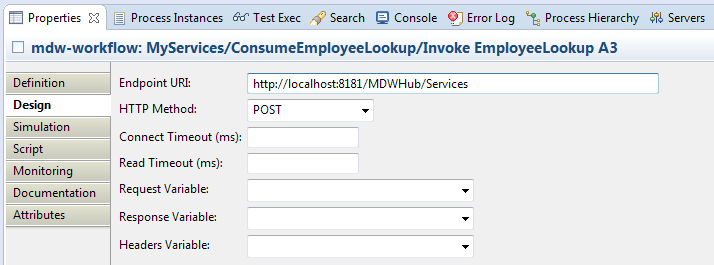 Properties Process Instances Test Exec Search Console Error Log Process Hierarchy Servers
mdw-workflow: MyServices/ConsumeEmployeeLookup/Invoke EmployeeLookup A3
Definition
Design
Simulation
Script
Monitoring
Documentation
Attributes
Endpoint URI: http://localhost:8181/MDWHub/Services
HTTP Method: POST
Connect Timeout (ms):
Read Timeout (ms):
Request Variable:
Response Variable:
Headers Variable: